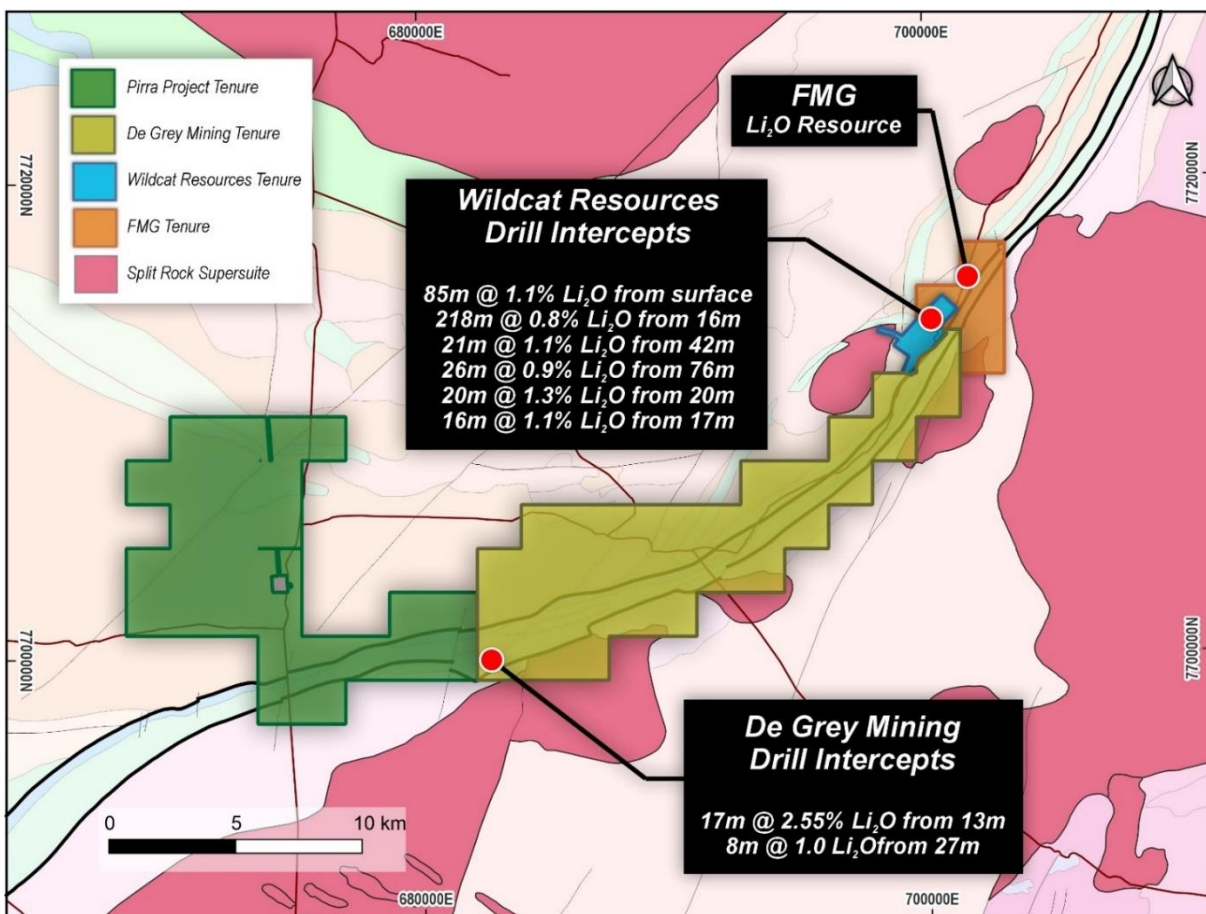 680000E
700000E
Pirra Project Tenure
De Grey Mining Tenure
Wildcat Resources Tenure
FMG Tenure
Split Rock Supersuite
FMG
Li₂O Resource
7720000N
7720000N
Wildcat Resources
Drill Intercepts
85m @ 1.1% Li₂O from surface
218m @ 0.8% Li₂O from 16m
21m @ 1.1% Li₂O from 42m
26m @ 0.9% Li₂O from 76m
20m @ 1.3% Li₂O from 20m
16m @ 1.1% Li₂O from 17m
7700000N
7700000N
De Grey Mining
Drill Intercepts
17m @ 2.55% Li₂O from 13m
8m @ 1.0 Li₂Ofrom 27m
0 5 10 km
680000E
700000E